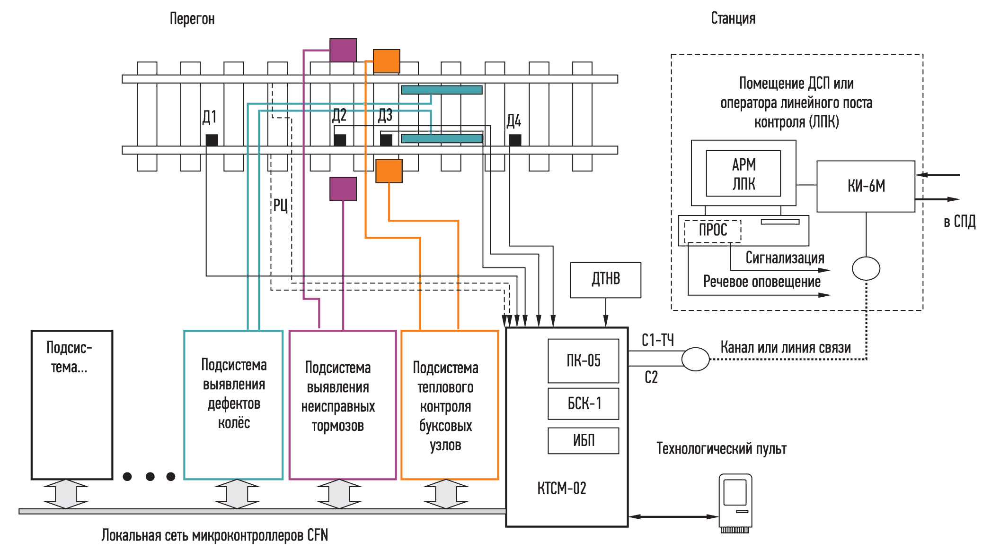 Перегон
Станция
Помещение ДСП или
оператора линейного поста
контроля (ЛПК)
Д1
Д2
Д3
Д4
АРМ
ЛПК
КИ-6М
РЦ
ПРОС
в СПД
Сигнализация
Речевое оповещение
ДТНВ
Подсис-
тема...
Подсистема
выявления
дефектов
колёс
Подсистема
выявления
неисправных
тормозов
Подсистема
теплового
контроля
буксовых
узлов
ПК-05
БСК-1
ИБП
КТСМ-02
С1-ТЧ
С2
Канал или линия связи
Технологический пульт
Локальная сеть микроконтроллеров CFN